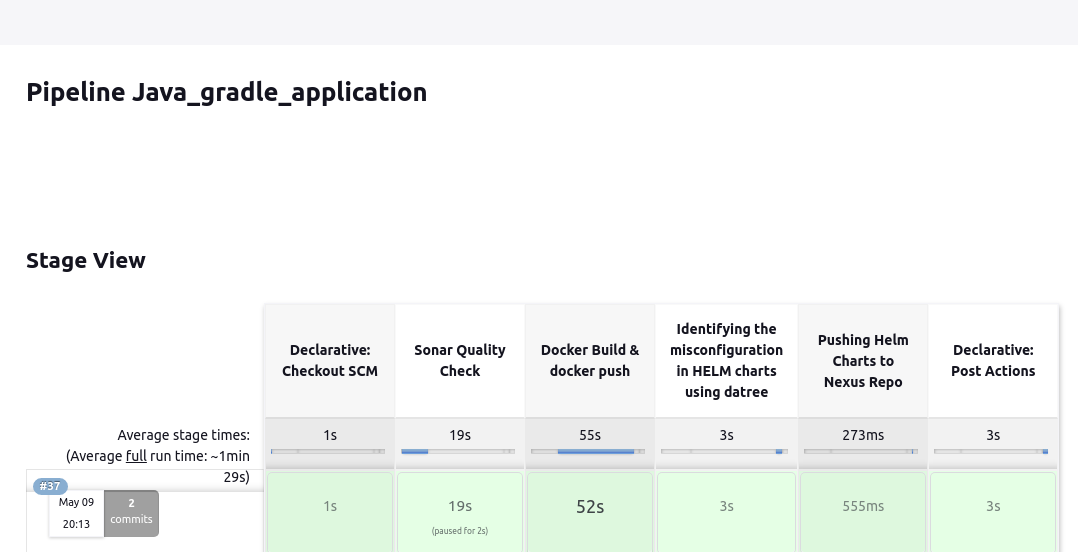 Pipeline Java_gradle_application
Stage View
Declarative:
Checkout SCM
Sonar Quality
Check
Docker Build &
docker push
Identifying the
misconfiguration
in HELM charts
using datree
Pushing Helm
Charts to
Nexus Repo
Declarative:
Post Actions
Average stage times:
(Average full run time: ~1min
29s)
1s
19s
55s
3s
273ms
3s
#37
May 09
20:13
2
commits
1s
19s
(paused for 2s)
52s
3s
555ms
3s